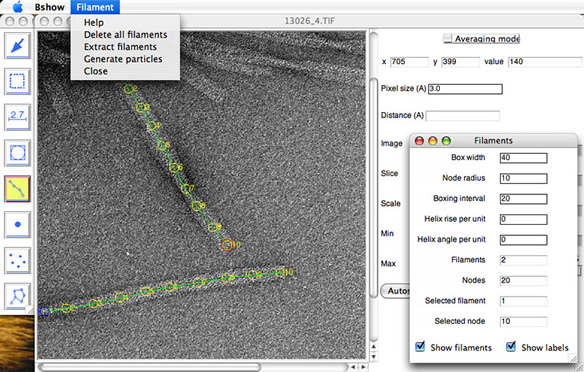 Bshow Filament
Help
Delete all filaments
Extract filaments
Generate particles
Close
13026_4.TIF
2.7
10
10
Averaging mode
x 705 y 399 value 140
Pixel size (A) 3.0
Distance (A)
Image
Slice
Scale
Min
Max
Autos
Filaments
Box width 40
Node radius 10
Boxing interval 20
Helix rise per unit 0
Helix angle per unit 0
Filaments 2
Nodes 20
Selected filament 1
Selected node 10
Show filaments Show labels